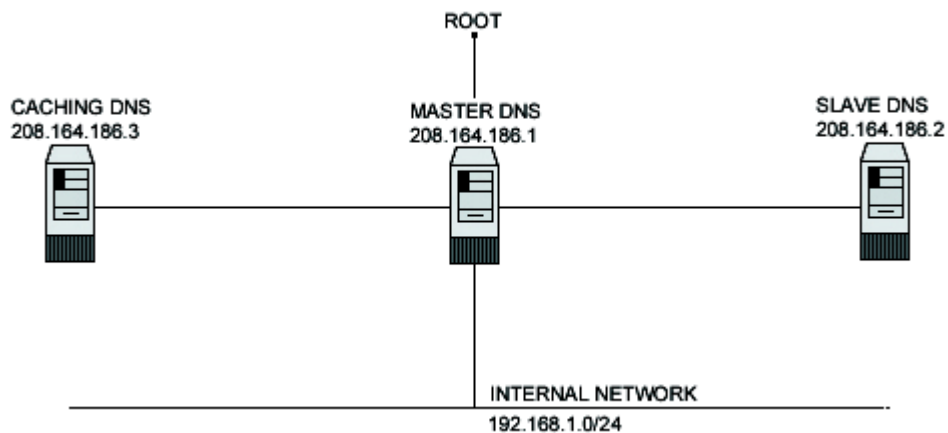 ROOT
CACHING DNS
208.164.186.3
MASTER DNS
208.164.186.1
SLAVE DNS
208.164.186.2
INTERNAL NETWORK
192.168.1.0/24